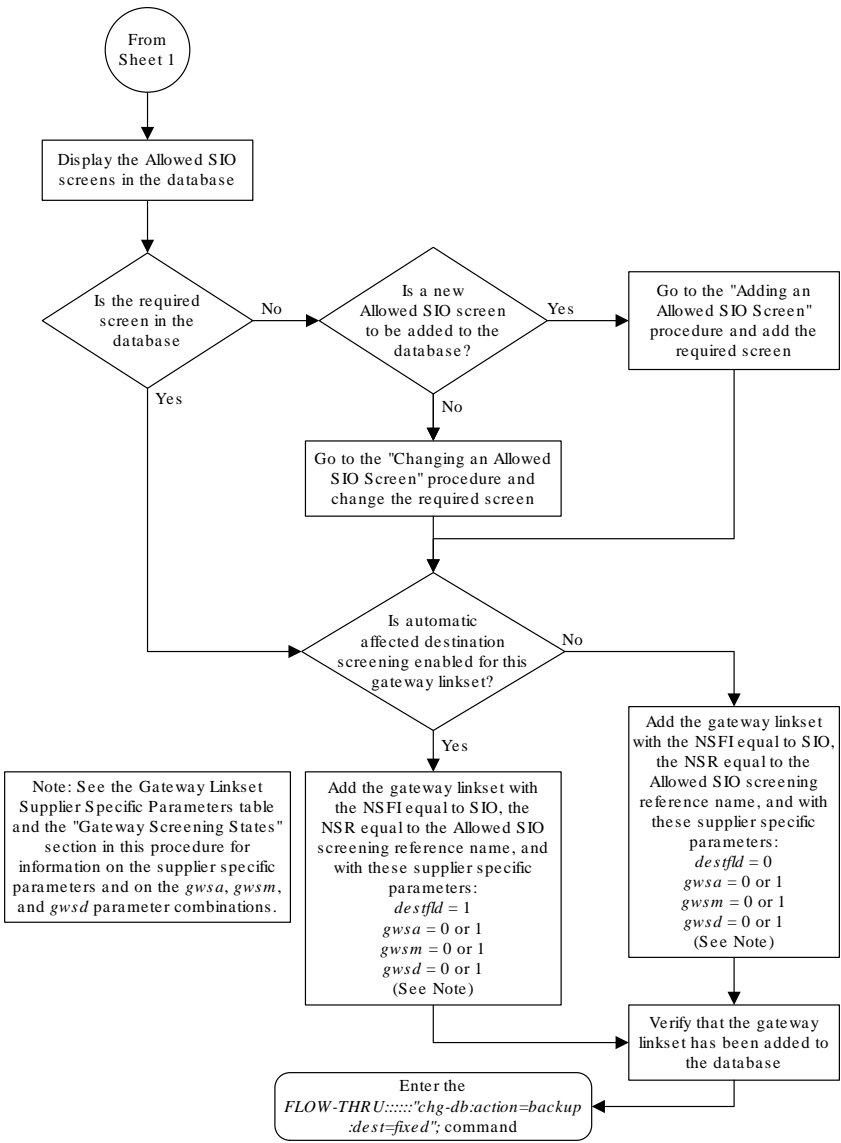 From
Sheet 1
Display the Allowed SIO
screens in the database
Is the required
screen in the
database
No
Yes
Is a new
Allowed SIO screen
to be added to the
database?
Yes
No
Go to the "Adding an
Allowed SIO Screen"
procedure and add the
required screen
Go to the "Changing an Allowed
SIO Screen" procedure and
change the required screen
Is automatic
affected destination
screening enabled for this
gateway linkset?
No
Yes
Add the gateway linkset
with the NSFI equal to SIO,
the NSR equal to the
Allowed SIO screening
reference name, and with
these supplier specific
parameters:
destfld = 0
gwsa = 0 or 1
gwsm = 0 or 1
gwsd = 0 or 1
(See Note)
Note: See the Gateway Linkset
Supplier Specific Parameters table
and the "Gateway Screening States"
section in this procedure for
information on the supplier specific
parameters and on the gwsa, gwsm,
and gwsd parameter combinations.
Add the gateway linkset with
the NSFI equal to SIO, the
NSR equal to the Allowed SIO
screening reference name, and
with these supplier specific
parameters:
destfld = 1
gwsa = 0 or 1
gwsm = 0 or 1
gwsd = 0 or 1
(See Note)
Verify that the gateway
linkset has been added to
the database
Enter the
FLOW-THRU::::::"chg-db:action=backup
:dest=fixed"; command